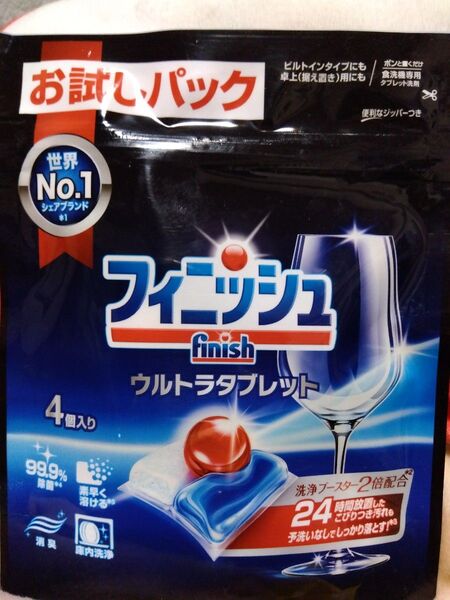 お試しパック
ビルトインタイプにも
卓上(据え置き)用にも
ポンと置くだけ
食洗機専用
タブレット洗剤
便利なジッパーつき
世界
No.1
シェアブランド
※1
フィニッシュ
finish
ウルトラタブレット
4個入り
99.9%
除菌※4
素早く
溶ける※5
消臭
庫内洗浄
洗浄ブースター2倍配合※2
24時間放置した
こびりつき汚れも
予洗いなしでしっかり落とす!※3